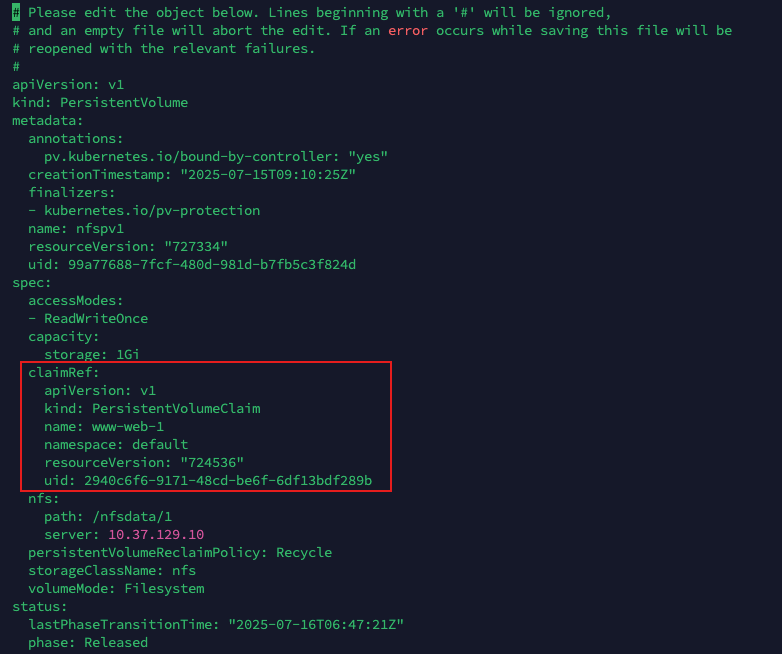 # Please edit the object below. Lines beginning with a '#' will be ignored,
# and an empty file will abort the edit. If an error occurs while saving this file will be
# reopened with the relevant failures.
#
apiVersion: v1
kind: PersistentVolume
metadata:
  annotations:
    pv.kubernetes.io/bound-by-controller: "yes"
  creationTimestamp: "2025-07-15T09:10:25Z"
  finalizers:
  - kubernetes.io/pv-protection
  name: nfspv1
  resourceVersion: "727334"
  uid: 99a77688-7fcf-480d-981d-b7fb5c3f824d
spec:
  accessModes:
  - ReadWriteOnce
  capacity:
    storage: 1Gi
  claimRef:
    apiVersion: v1
    kind: PersistentVolumeClaim
    name: www-web-1
    namespace: default
    resourceVersion: "724536"
    uid: 2940c6f6-9171-48cd-be6f-6df13bdf289b
  nfs:
    path: /nfsdata/1
    server: 10.37.129.10
  persistentVolumeReclaimPolicy: Recycle
  storageClassName: nfs
  volumeMode: Filesystem
status:
  lastPhaseTransitionTime: "2025-07-16T06:47:21Z"
  phase: Released